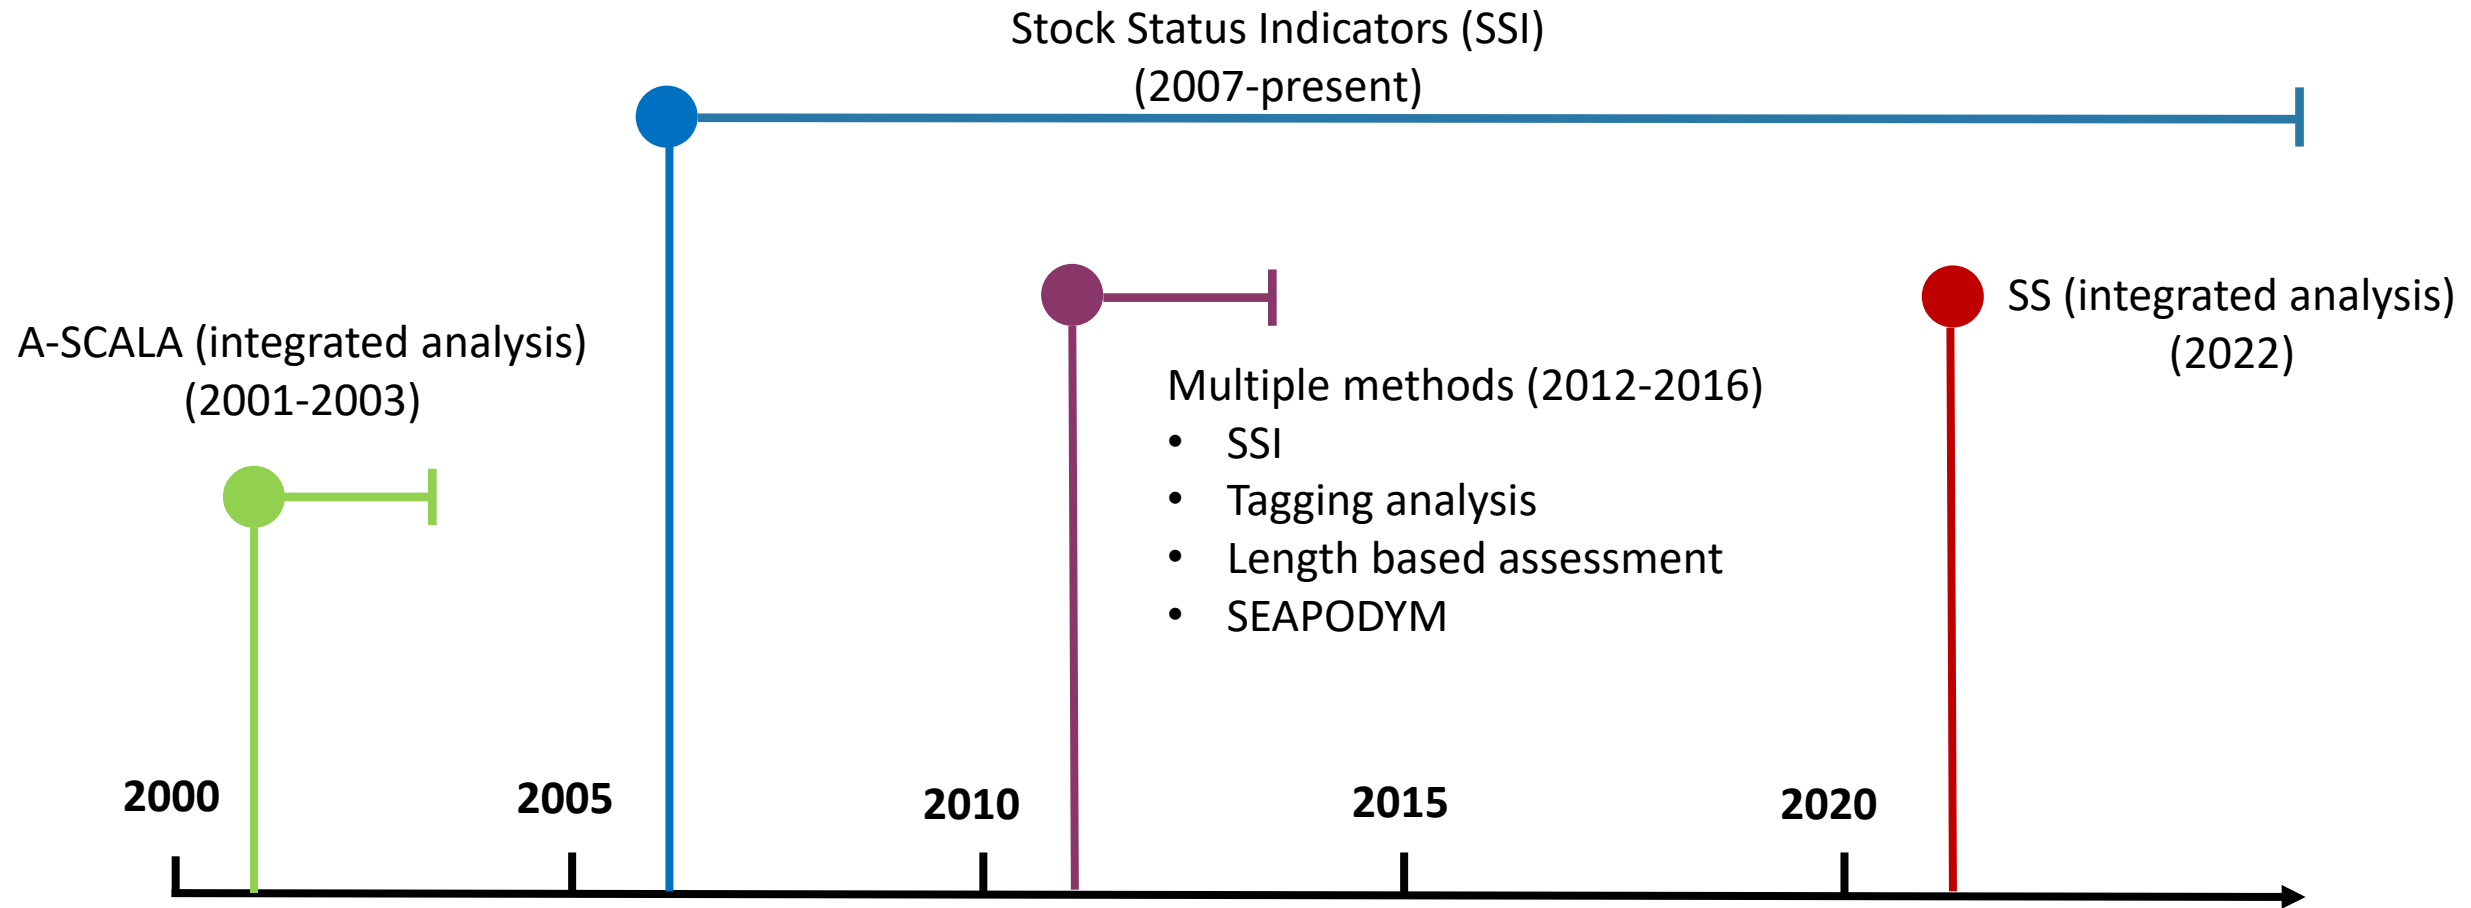 Stock Status Indicators (SSI)
(2007-present)
A-SCALA (integrated analysis)
(2001-2003)
Multiple methods (2012-2016)
• SSI
• Tagging analysis
• Length based assessment
• SEAPODYM
SS (integrated analysis)
(2022)
2000
2005
2010
2015
2020